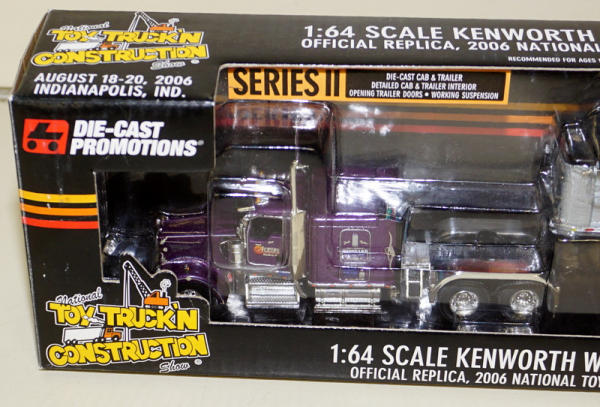 National
TOY TRUCK'N
CONSTRUCTION
Show
AUGUST 18-20, 2006
INDIANAPOLIS, IND.
DIE-CAST
PROMOTIONS®
1:64 SCALE KENWORTH W
OFFICIAL REPLICA, 2006 NATIONAL
RECOMMENDED FOR AGES
SERIES II
DIE-CAST CAB & TRAILER
DETAILED CAB & TRAILER INTERIOR
OPENING TRAILER DOORS • WORKING SUSPENSION
National
TOY TRUCK'N
CONSTRUCTION
Show
1:64 SCALE KENWORTH W
OFFICIAL REPLICA, 2006 NATIONAL TOY